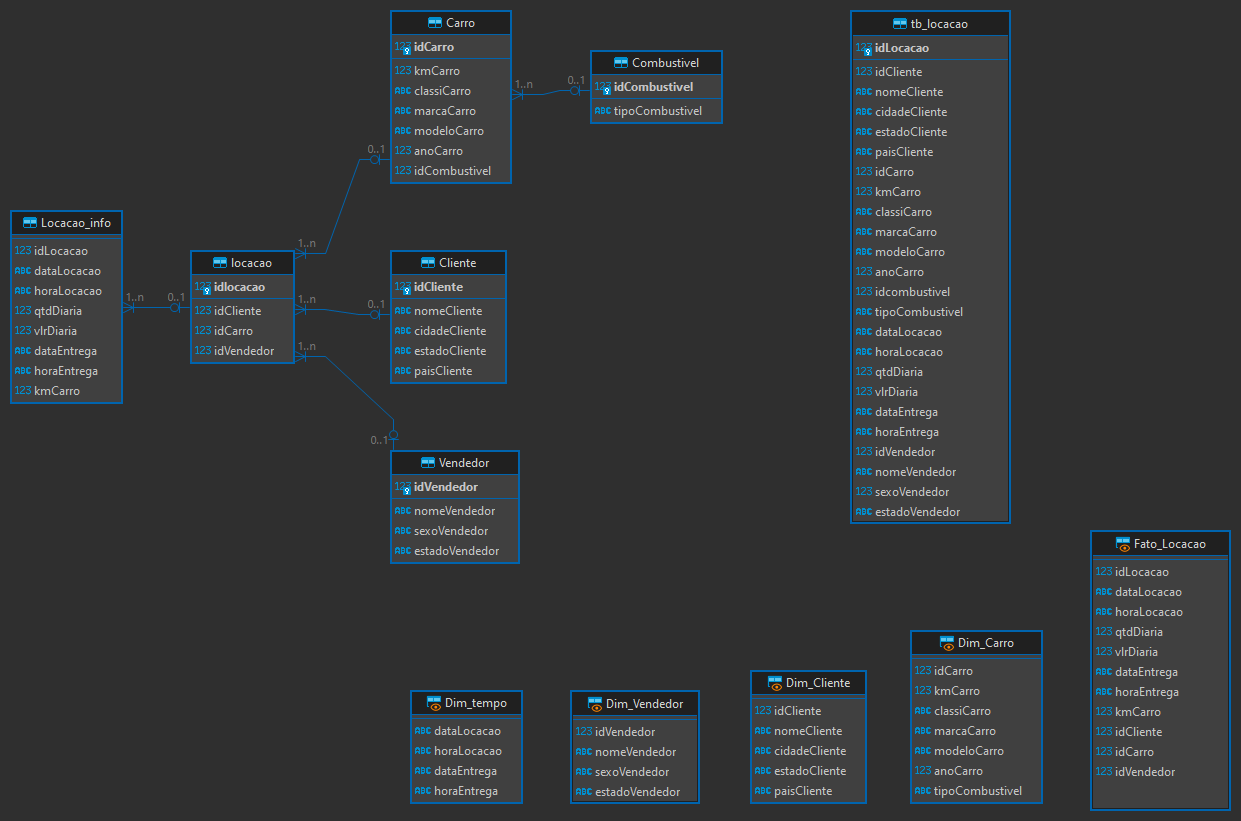 Carro
123 idCarro
123 kmCarro
ABC classiCarro
ABC marcaCarro
ABC modeloCarro
123 anoCarro
123 idCombustivel
1..n
0..1
Combustivel
123 idCombustivel
ABC tipoCombustivel
0..1
1..n
Locacao_info
123 idLocacao
ABC dataLocacao
ABC horaLocacao
123 qtdDiaria
123 vlrDiaria
ABC dataEntrega
ABC horaEntrega
123 kmCarro
1..n
0..1
locacao
123 idlocacao
123 idCliente
123 idCarro
123 idVendedor
1..n
0..1
1..n
0..1
Cliente
123 idCliente
ABC nomeCliente
ABC cidadeCliente
ABC estadoCliente
ABC paisCliente
Vendedor
123 idVendedor
ABC nomeVendedor
ABC sexoVendedor
ABC estadoVendedor
tb_locacao
123 idLocacao
123 idCliente
ABC nomeCliente
ABC cidadeCliente
ABC estadoCliente
ABC paisCliente
123 idCarro
123 kmCarro
ABC classiCarro
ABC marcaCarro
ABC modeloCarro
123 anoCarro
123 idcombustivel
ABC tipoCombustivel
ABC dataLocacao
ABC horaLocacao
123 qtdDiaria
123 vlrDiaria
ABC dataEntrega
ABC horaEntrega
123 idVendedor
ABC nomeVendedor
123 sexoVendedor
ABC estadoVendedor
Dim_tempo
ABC dataLocacao
ABC horaLocacao
ABC dataEntrega
ABC horaEntrega
Dim_Vendedor
123 idVendedor
ABC nomeVendedor
ABC sexoVendedor
ABC estadoVendedor
Dim_Cliente
123 idCliente
ABC nomeCliente
ABC cidadeCliente
ABC estadoCliente
ABC paisCliente
Dim_Carro
123 idCarro
123 kmCarro
ABC classiCarro
ABC marcaCarro
ABC modeloCarro
123 anoCarro
ABC tipoCombustivel
Fato_Locacao
123 idLocacao
ABC dataLocacao
ABC horaLocacao
123 qtdDiaria
123 vlrDiaria
ABC dataEntrega
ABC horaEntrega
123 kmCarro
123 idCliente
123 idCarro
123 idVendedor